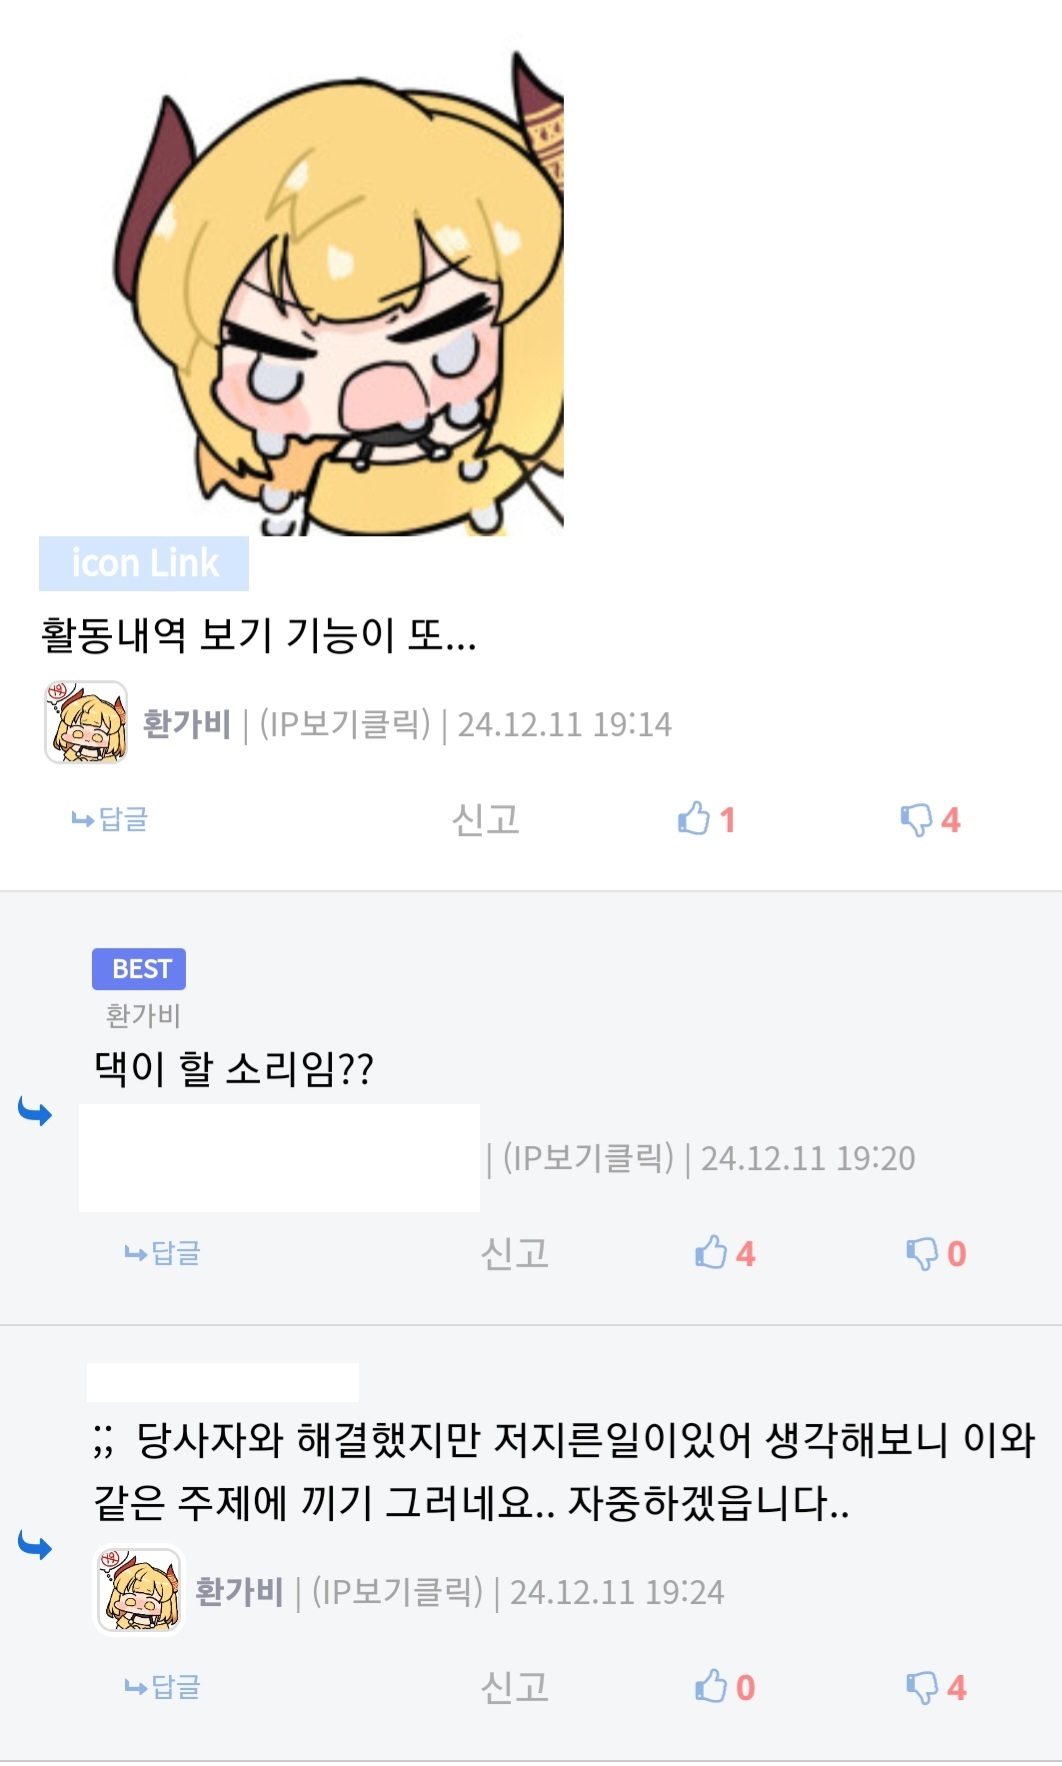 icon Link
활동내역 보기 기능이 또...
환가비 | (IP보기클릭) | 24.12.11 19:14
답글 신고 1 4
BEST
환가비
댁이 할 소리임??
| (IP보기클릭) | 24.12.11 19:20
답글 신고 4 0
;; 당사자와 해결했지만 저지른일이있어 생각해보니 이와
같은 주제에 끼기 그러네요.. 자중하겠읍니다..
환가비 | (IP보기클릭) | 24.12.11 19:24
답글 신고 0 4